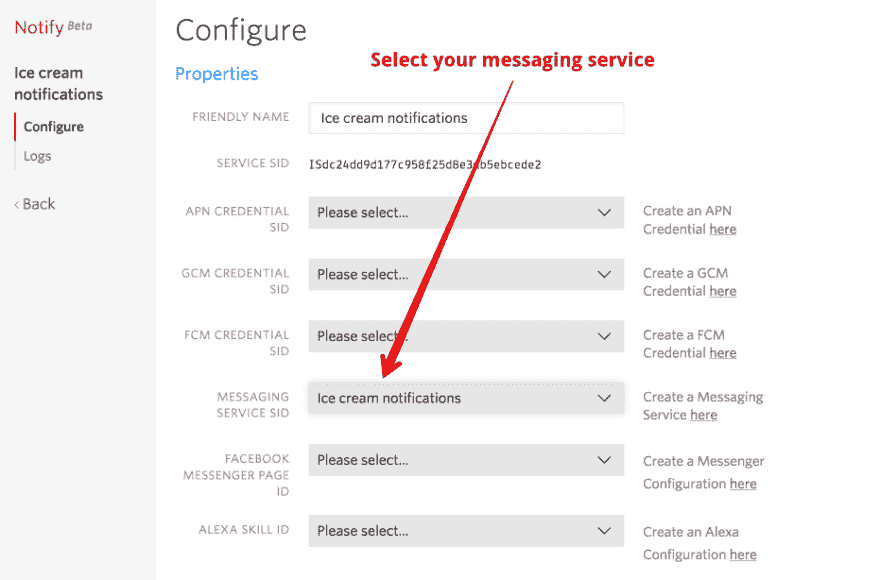 Notify Beta
Ice cream
notifications
Configure
Logs
‹ Back
Configure
Select your messaging service
Properties
FRIENDLY NAME
Ice cream notifications
SERVICE SID
APN CREDENTIAL
SID
Please select...
Create an APN
Credential here
GCM CREDENTIAL
SID
Please select...
Create a GCM
Credential here
FCM CREDENTIAL
SID
Please select...
Create a FCM
Credential here
MESSAGING
SERVICE SID
Ice cream notifications
Create a Messaging
Service here
FACEBOOK
MESSENGER PAGE
ID
Please select...
Create a Messenger
Configuration here
ALEXA SKILL ID
Please select...
Create an Alexa
Configuration here